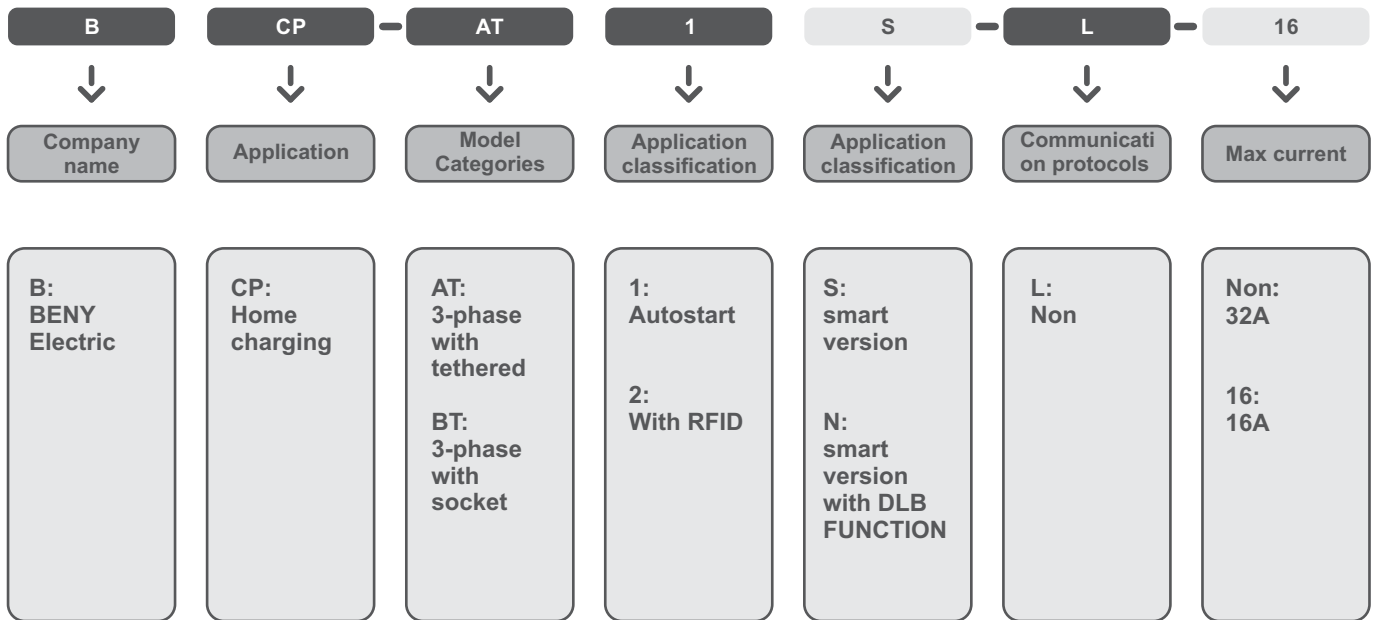 B
CP
AT
1
S
L
16
Company
name
Application
Model
Categories
Application
classification
Application
classification
Communicati
on protocols
Max current
B:
BENY
Electric
CP:
Home
charging
AT:
3-phase
with
tethered
BT:
3-phase
with
socket
1:
Autostart
2:
With RFID
S:
smart
version
N:
smart
version
with DLB
FUNCTION
L:
Non
Non:
32A
16:
16A